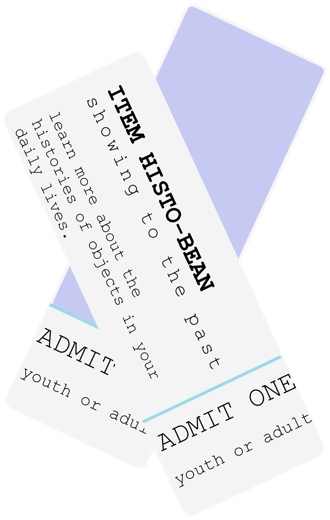 ITEM HISTO-BEAN
showing to the past
learn more about the
histories of objects in your
daily lives.
ADMIT ONE
youth or adult
ADMIT
youth or